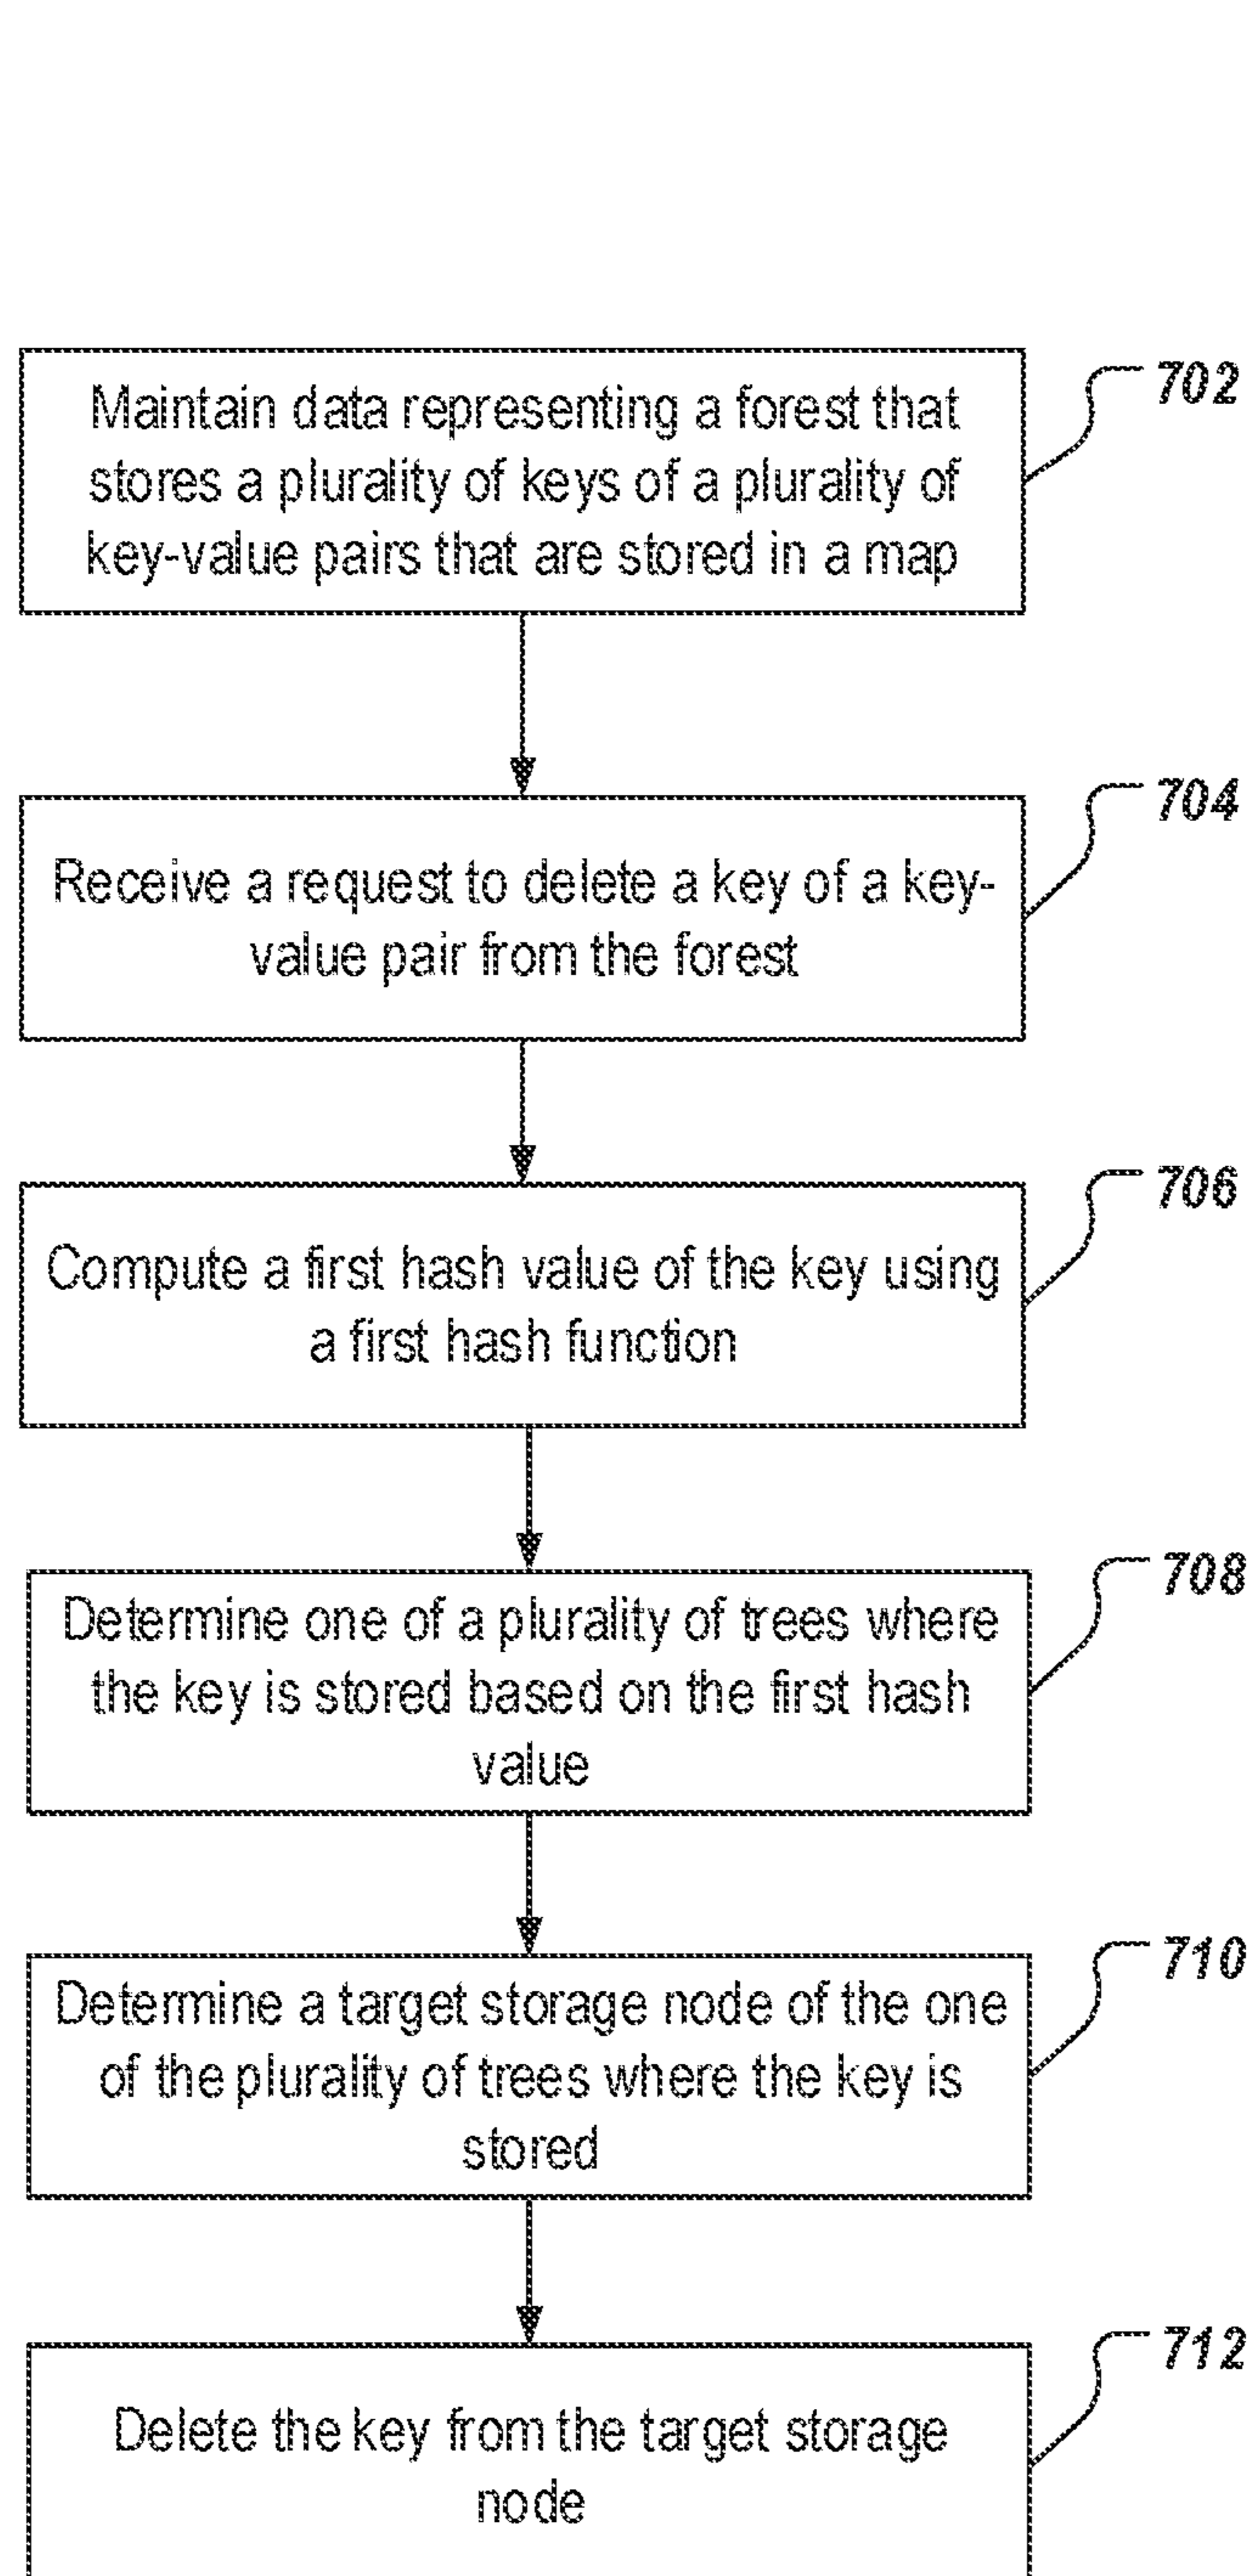 Maintain data representing a forest that
stores a plurality of keys of a plurality of
key-value pairs that are stored in a map
702
Receive a request to delete a key of a key-
value pair from the forest
704
Compute a first hash value of the key using
a first hash function
706
Determine one of a plurality of trees where
the key is stored based on the first hash
value
708
Determine a target storage node of the one
of the plurality of trees where the key is
stored
710
Delete the key from the target storage
node
712